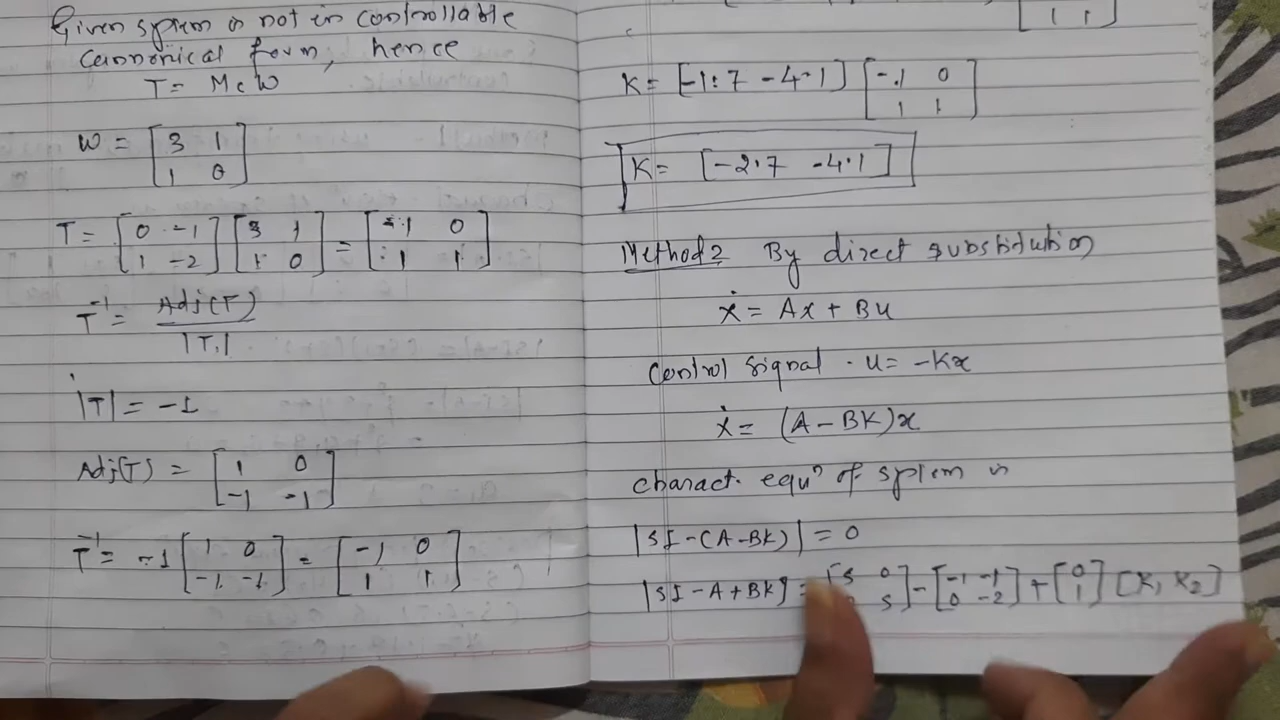 Given system is not in controllable
cannonical form, hence
T = McW
W = [3 1
1 0]
T = [0 -1
1 -2] [3 1
1 0] = [-1 0
1 1]
T⁻¹ = Adj(T) / |T|
|T| = -1
Adj(T) = [1 0
-1 -1]
T⁻¹ = -1 [1 0
-1 -1] = [-1 0
1 1]
1 1]
K = [-1.7 -4.1] [-1 0
1 1]
K = [-2.7 -4.1]
Method 2 By direct substitution
ẋ = Ax + Bu
Control signal . u = -Kx
ẋ = (A - BK)x
charact. equⁿ of system is
|SI - (A - BK)| = 0
|SI - A + BK| = [S 0
S] - [-1 -1
0 -2] + [0
1] [K₁ K₂]